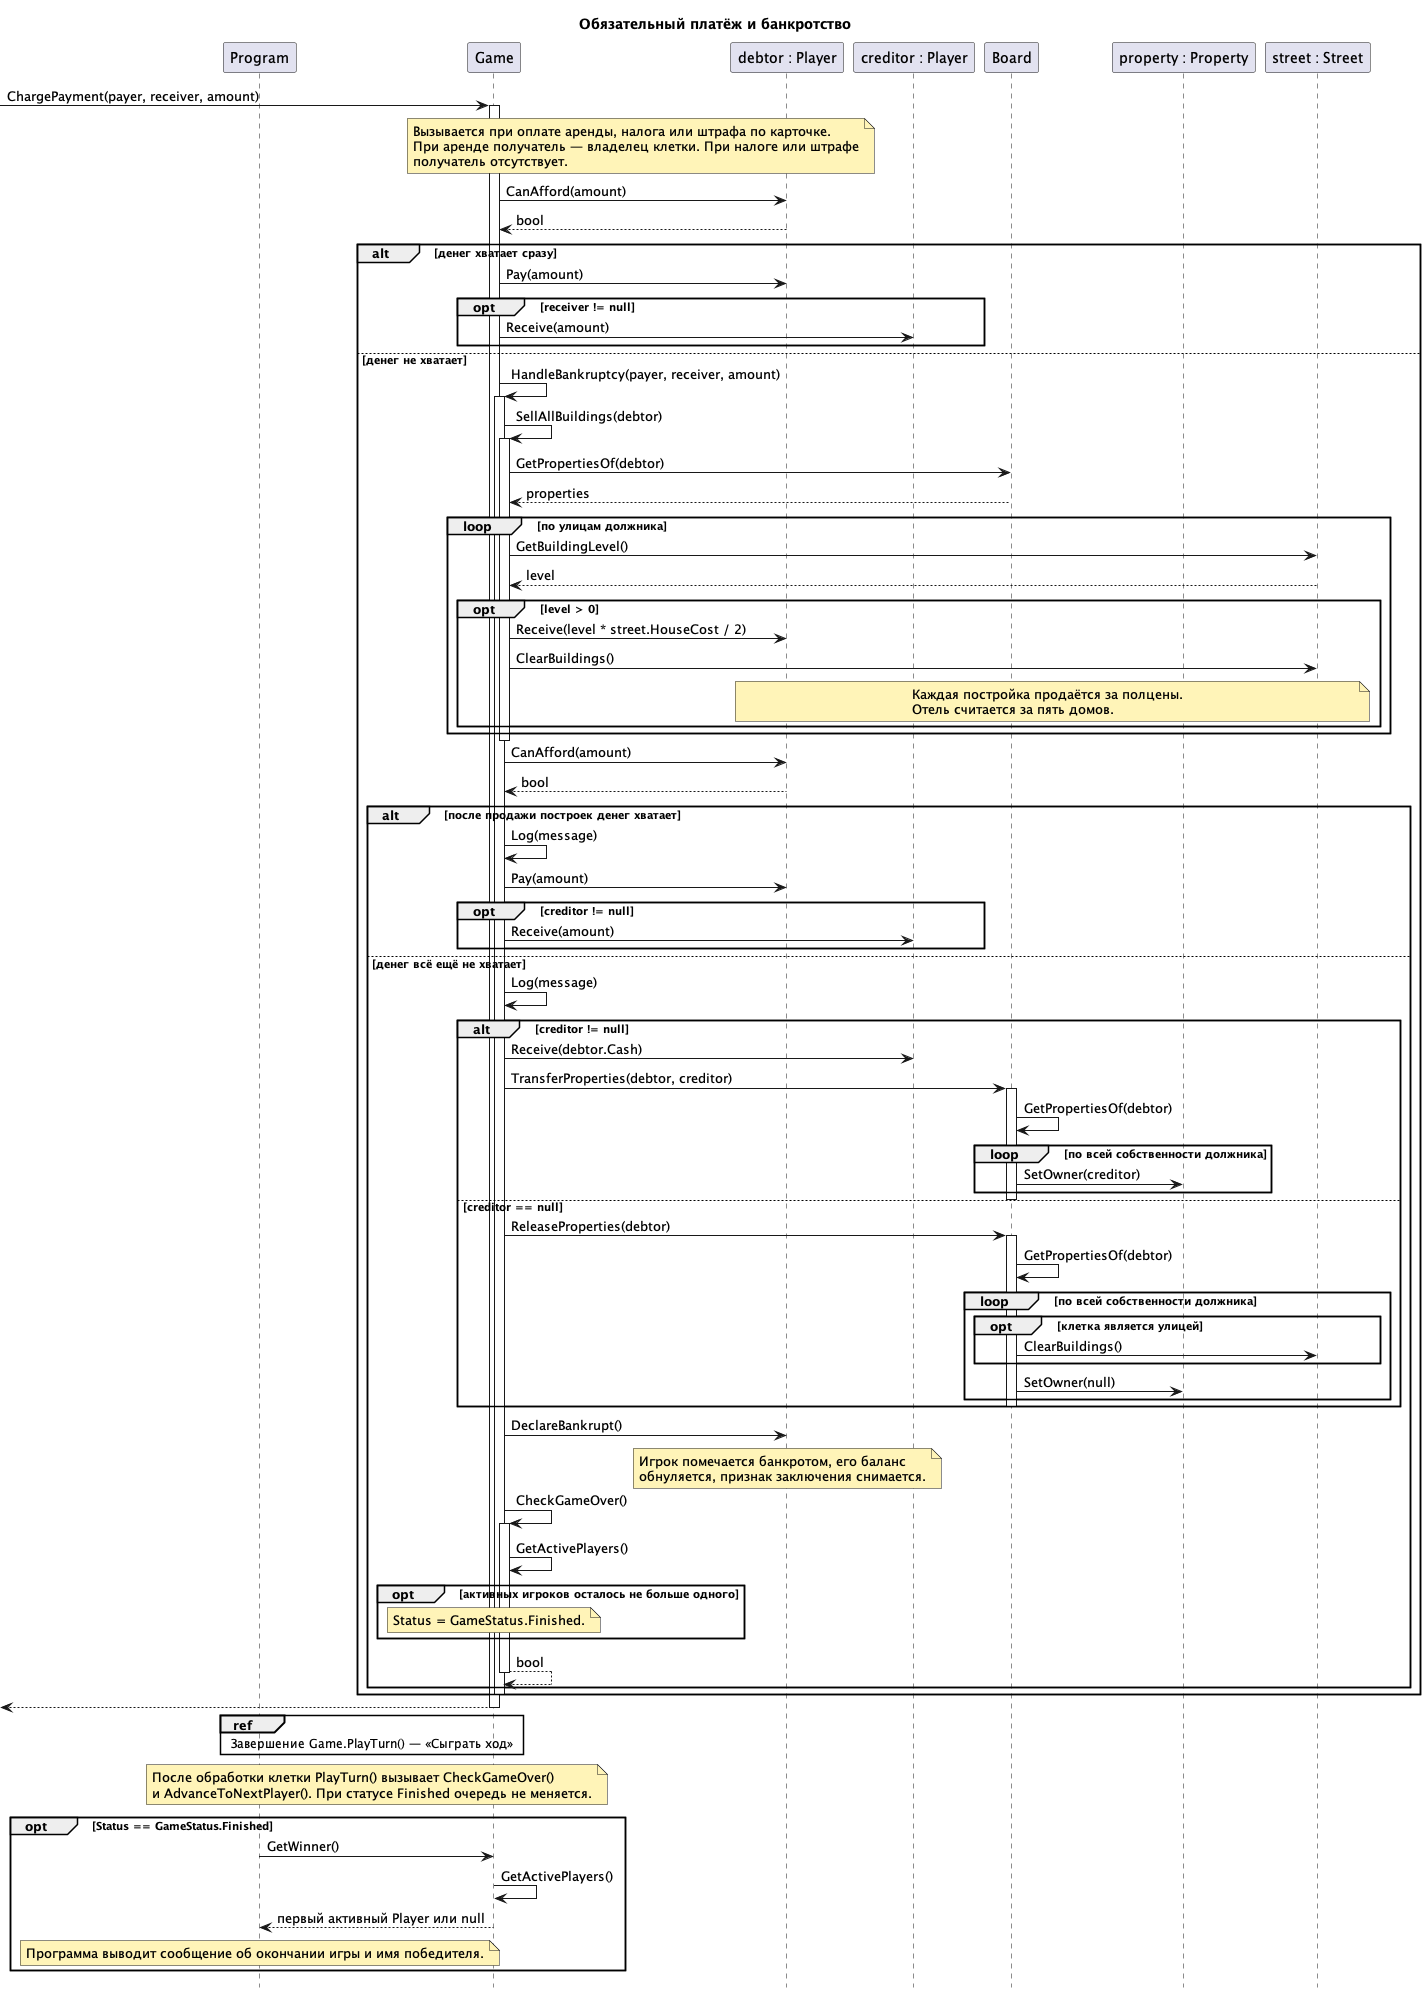 Обязательный платёж и банкротство
Program
Game
debtor : Player
creditor : Player
Board
property : Property
street : Street
ChargePayment(payer, receiver, amount)
Вызывается при оплате аренды, налога или штрафа по карточке.
При аренде получатель — владелец клетки. При налоге или штрафе
получатель отсутствует.
CanAfford(amount)
bool
alt [денег хватает сразу]
Pay(amount)
opt [receiver != null]
Receive(amount)
[денег не хватает]
HandleBankruptcy(payer, receiver, amount)
SellAllBuildings(debtor)
GetPropertiesOf(debtor)
properties
loop [по улицам должника]
GetBuildingLevel()
level
opt [level > 0]
Receive(level * street.HouseCost / 2)
ClearBuildings()
Каждая постройка продаётся за полцены.
Отель считается за пять домов.
CanAfford(amount)
bool
alt [после продажи построек денег хватает]
Log(message)
Pay(amount)
opt [creditor != null]
Receive(amount)
[денег всё ещё не хватает]
Log(message)
alt [creditor != null]
Receive(debtor.Cash)
TransferProperties(debtor, creditor)
GetPropertiesOf(debtor)
loop [по всей собственности должника]
SetOwner(creditor)
[creditor == null]
ReleaseProperties(debtor)
GetPropertiesOf(debtor)
loop [по всей собственности должника]
opt [клетка является улицей]
ClearBuildings()
SetOwner(null)
DeclareBankrupt()
Игрок помечается банкротом, его баланс
обнуляется, признак заключения снимается.
CheckGameOver()
GetActivePlayers()
opt [активных игроков осталось не больше одного]
Status = GameStatus.Finished.
bool
ref
Завершение Game.PlayTurn() — «Сыграть ход»
После обработки клетки PlayTurn() вызывает CheckGameOver()
и AdvanceToNextPlayer(). При статусе Finished очередь не меняется.
opt [Status == GameStatus.Finished]
GetWinner()
GetActivePlayers()
первый активный Player или null
Программа выводит сообщение об окончании игры и имя победителя.